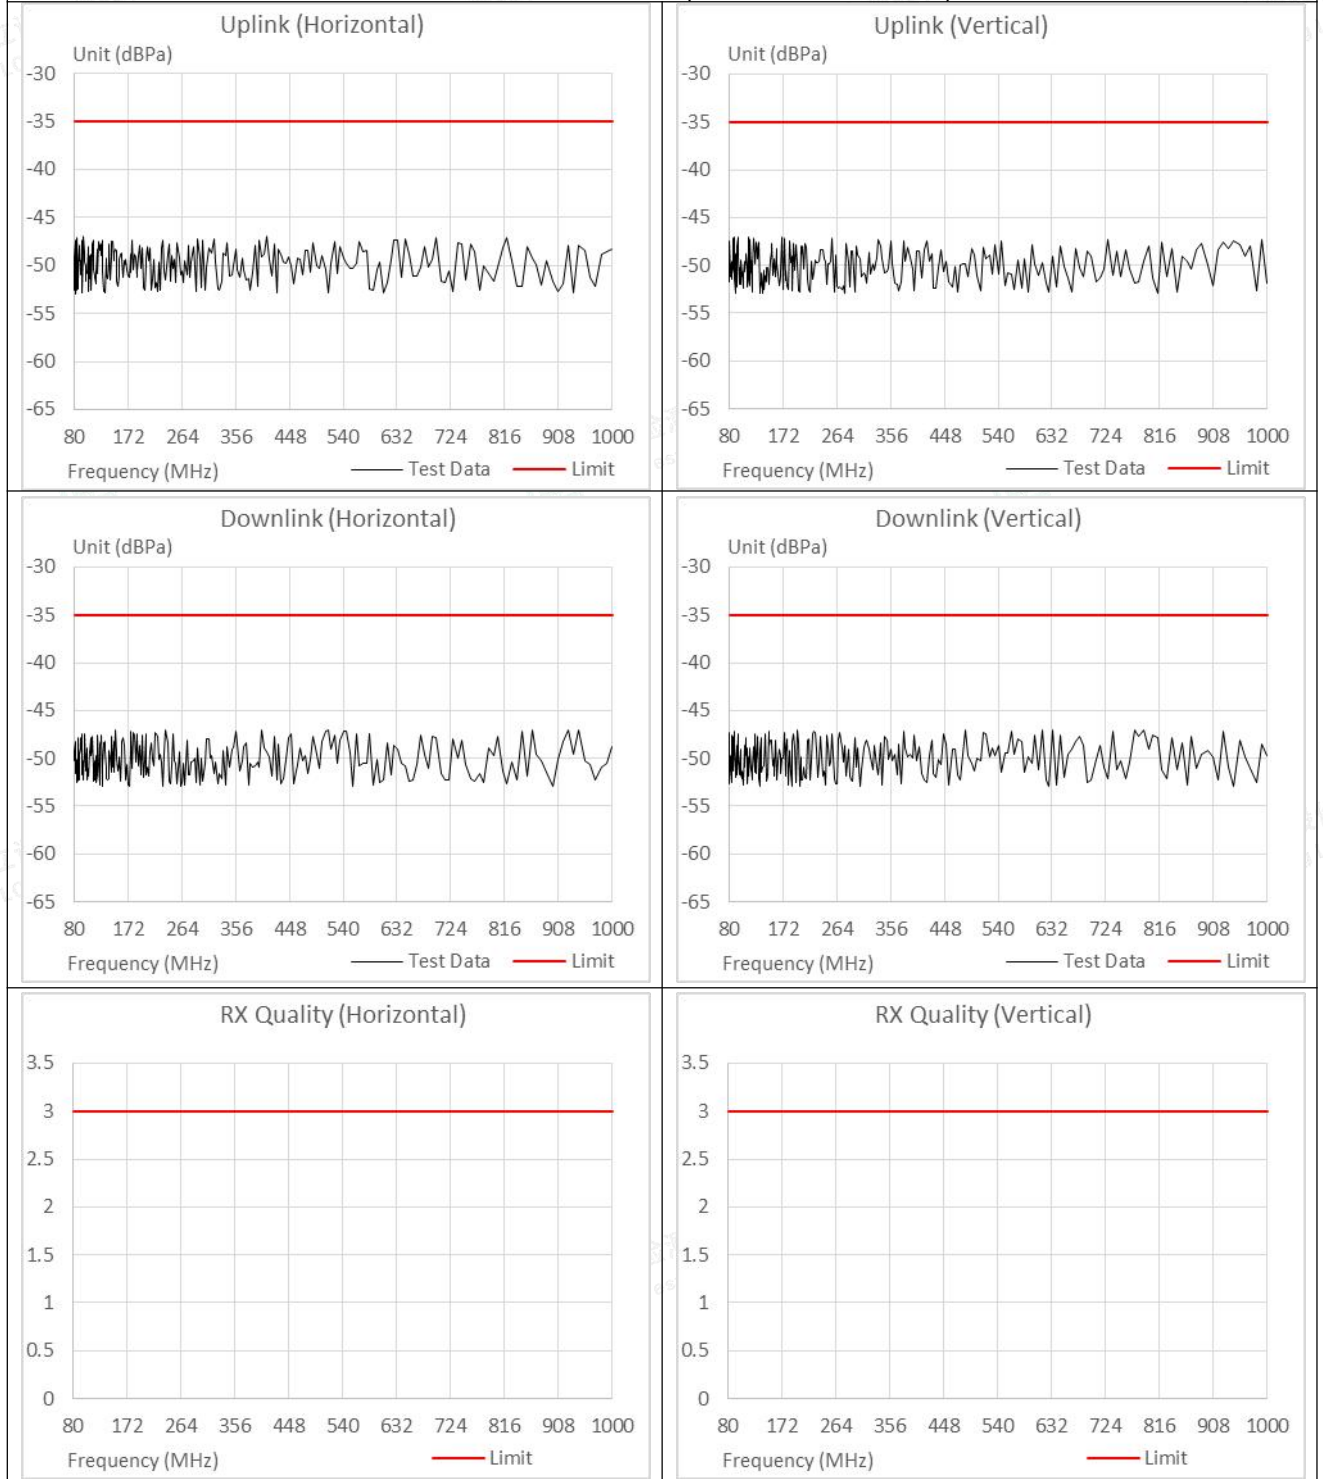 Uplink (Horizontal)
Unit (dBPa)
-30
-35
-40
-45
-50
-55
-60
-65
80 172 264 356 448 540 632 724 816 908 1000
Frequency (MHz) Test Data Limit
Uplink (Vertical)
Unit (dBPa)
-30
-35
-40
-45
-50
-55
-60
-65
80 172 264 356 448 540 632 724 816 908 1000
Frequency (MHz) Test Data Limit
Downlink (Horizontal)
Unit (dBPa)
-30
-35
-40
-45
-50
-55
-60
-65
80 172 264 356 448 540 632 724 816 908 1000
Frequency (MHz) Test Data Limit
Downlink (Vertical)
Unit (dBPa)
-30
-35
-40
-45
-50
-55
-60
-65
80 172 264 356 448 540 632 724 816 908 1000
Frequency (MHz) Test Data Limit
RX Quality (Horizontal)
3.5
3
2.5
2
1.5
1
0.5
0
80 172 264 356 448 540 632 724 816 908 1000
Frequency (MHz) Limit
RX Quality (Vertical)
3.5
3
2.5
2
1.5
1
0.5
0
80 172 264 356 448 540 632 724 816 908 1000
Frequency (MHz) Limit